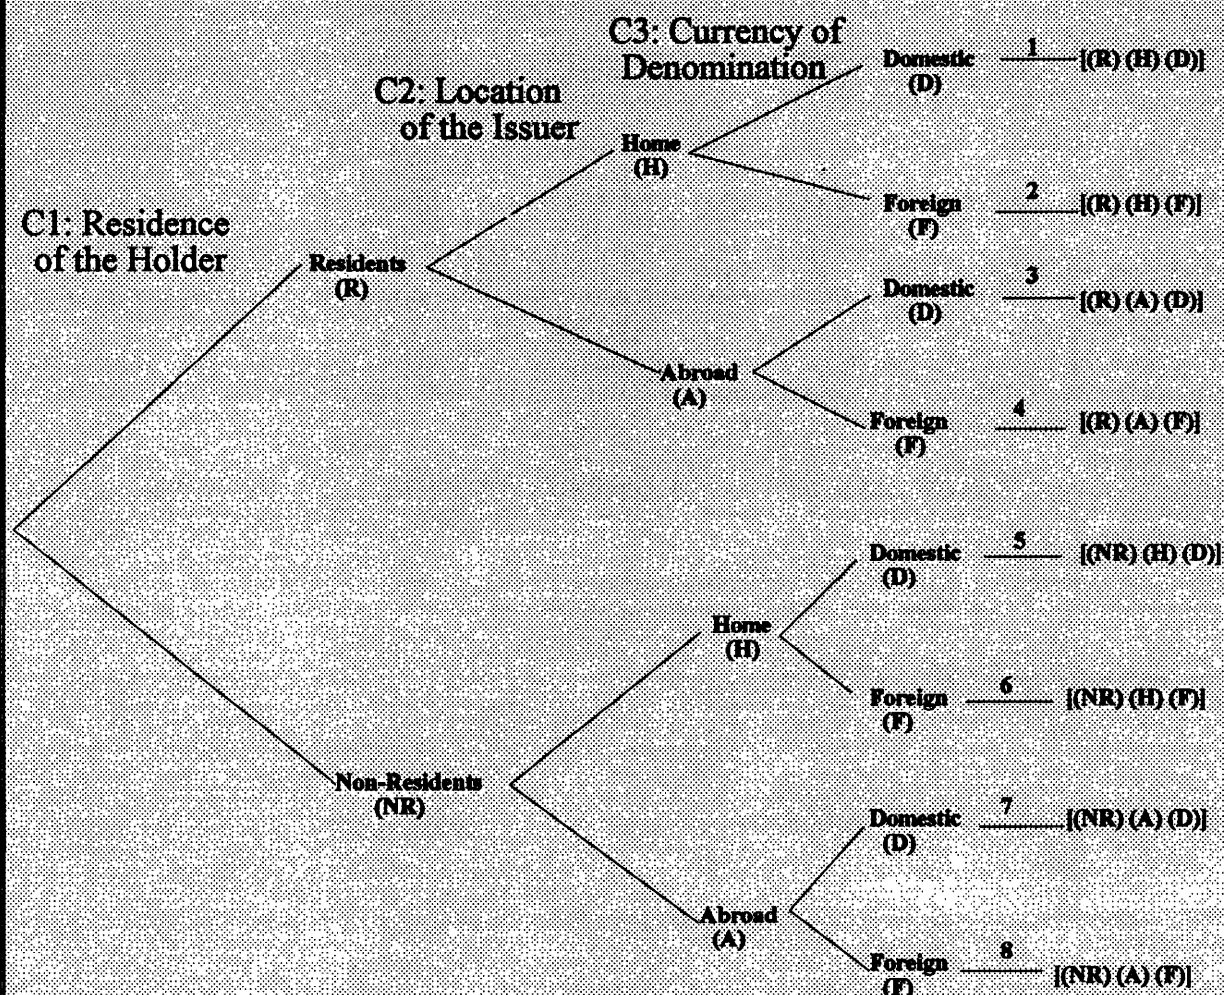 C3: Currency of
Denomination
C2: Location
of the Issuer
C1: Residence
of the Holder
Residents
(R)
Home
(H)
Domestic
(D)
1
[(R) (H) (D)]
Foreign
(F)
2
[(R) (H) (F)]
Abroad
(A)
Domestic
(D)
3
[(R) (A) (D)]
Foreign
(F)
4
[(R) (A) (F)]
Non-Residents
(NR)
Home
(H)
Domestic
(D)
5
[(NR) (H) (D)]
Foreign
(F)
6
[(NR) (H) (F)]
Abroad
(A)
Domestic
(D)
7
[(NR) (A) (D)]
Foreign
(F)
8
[(NR) (A) (F)]